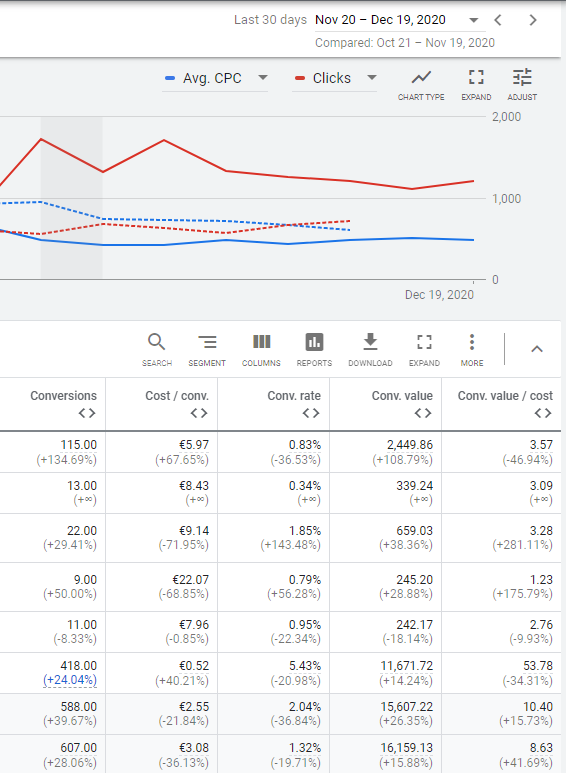 Last 30 days Nov 20 – Dec 19, 2020
Compared: Oct 21 – Nov 19, 2020
Avg. CPC Clicks
CHART TYPE EXPAND ADJUST
2,000
1,000
0
Dec 19, 2020
SEARCH SEGMENT COLUMNS REPORTS DOWNLOAD EXPAND MORE
Conversions Cost / conv. Conv. rate Conv. value Conv. value / cost
115.00 €5.97 0.83% 2,449.86 3.57
(+134.69%) (+67.65%) (-36.53%) (+108.79%) (-46.94%)
13.00 €8.43 0.34% 339.24 3.09
(+∞) (+∞) (+∞) (+∞) (+∞)
22.00 €9.14 1.85% 659.03 3.28
(+29.41%) (-71.95%) (+143.48%) (+38.36%) (+281.11%)
9.00 €22.07 0.79% 245.20 1.23
(+50.00%) (-68.85%) (+56.28%) (+28.88%) (+175.79%)
11.00 €7.96 0.95% 242.17 2.76
(-8.33%) (-0.85%) (-22.34%) (-18.14%) (-9.93%)
418.00 €0.52 5.43% 11,671.72 53.78
(+24.04%) (+40.21%) (-20.98%) (+14.24%) (-34.31%)
588.00 €2.55 2.04% 15,607.22 10.40
(+39.67%) (-21.84%) (-36.84%) (+26.35%) (+15.73%)
607.00 €3.08 1.32% 16,159.13 8.63
(+28.06%) (-36.13%) (-19.71%) (+15.88%) (+41.69%)